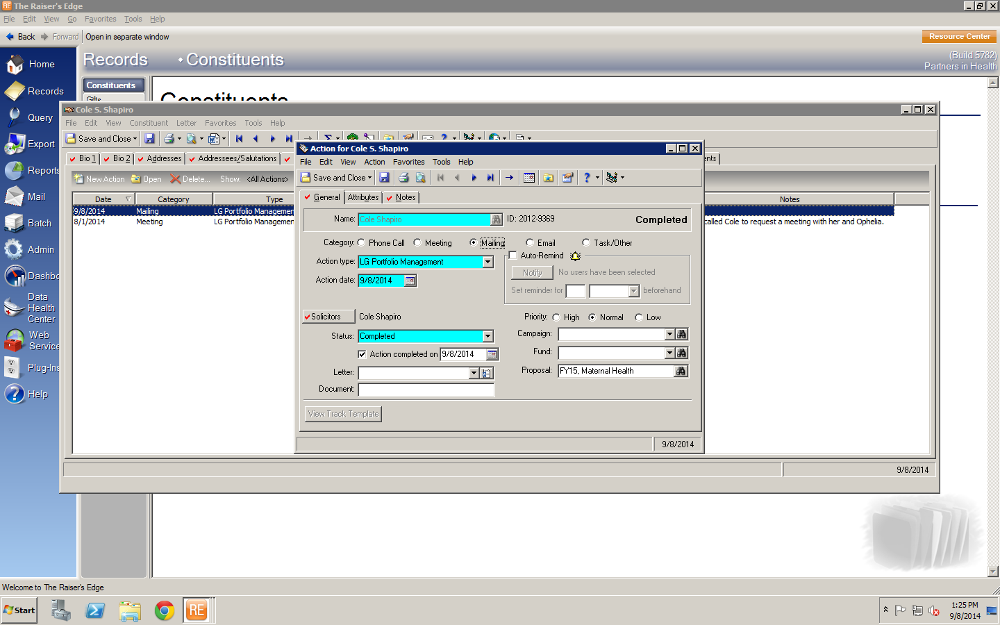 The Raiser's Edge
File Edit View Go Favorites Tools Help
Back Forward Open in separate window Resource Center
Records • Constituents (Build 5782)
Partners in Health
Home
Records
Query
Export
Reports
Mail
Batch
Admin
Dashbo
Data
Health
Center
Web
Service
Plug-Ins
Help
Constituents
Gifts
Constituents
Cole S. Shapiro
File Edit View Constituent Letter Favorites Tools Help
Save and Close
Bio 1 Bio 2 Addresses Addressees/Salutations
New Action Open Delete... Show: <All Actions>
Date Category Type Notes
9/8/2014 Mailing LG Portfolio Managemen
8/1/2014 Meeting LG Portfolio Managemen called Cole to request a meeting with her and Ophelia.
9/8/2014
Action for Cole S. Shapiro
File Edit View Action Favorites Tools Help
Save and Close
General Attributes Notes
Name: Cole Shapiro ID: 2012-9369 Completed
Category: Phone Call Meeting Mailing Email Task/Other
Action type: LG Portfolio Management
Action date: 9/8/2014
Auto-Remind
Notify No users have been selected
Set reminder for beforehand
Solicitors Cole Shapiro
Priority: High Normal Low
Status: Completed
Campaign:
Action completed on 9/8/2014
Fund:
Letter:
Proposal: FY15, Maternal Health
Document:
View Track Template
9/8/2014
Welcome to The Raiser's Edge
Start
RE
1:25 PM
9/8/2014